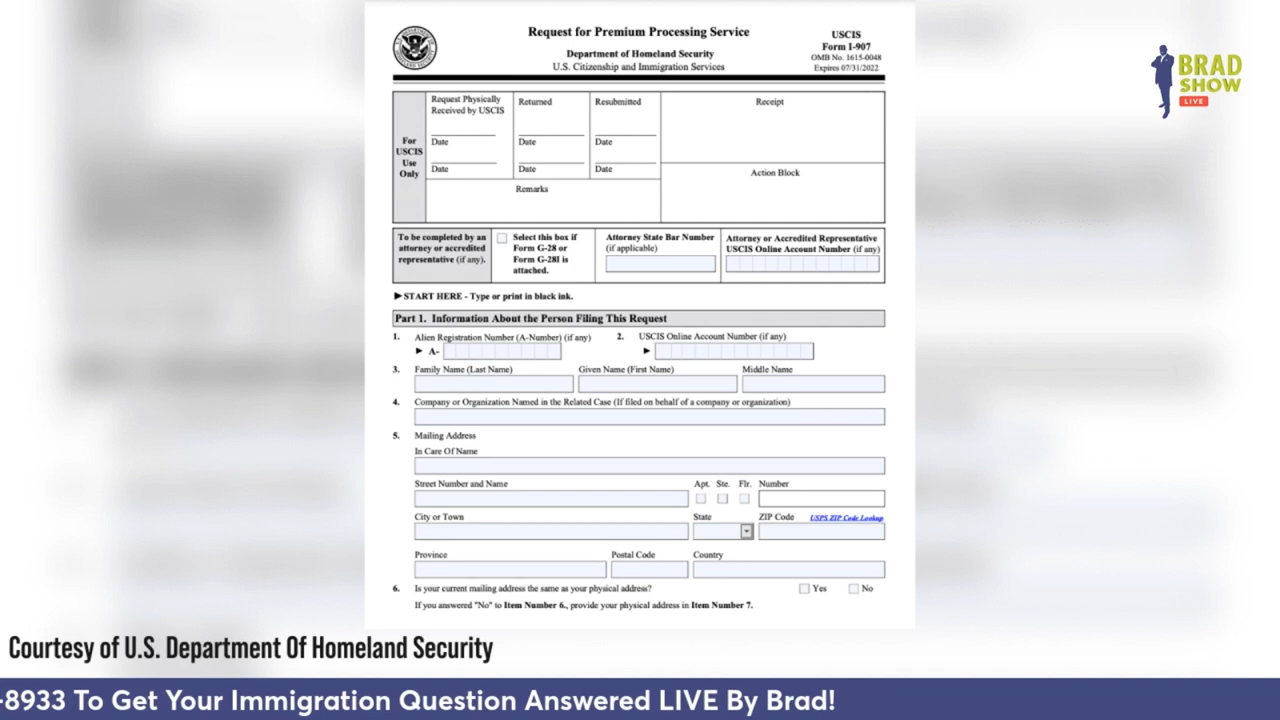 Request for Premium Processing Service
Department of Homeland Security
U.S. Citizenship and Immigration Services
USCIS
Form I-907
OMB No. 1615-0048
Expires 07/31/2022
BRAD
SHOW
LIVE
For
USCIS
Use
Only
Request Physically
Received by USCIS
Date
Date
Returned
Date
Date
Resubmitted
Date
Date
Receipt
Remarks
Action Block
To be completed by an
attorney or accredited
representative (if any).
Select this box if
Form G-28 or
Form G-28I is
attached.
Attorney State Bar Number
(if applicable)
Attorney or Accredited Representative
USCIS Online Account Number (if any)
►START HERE - Type or print in black ink.
Part 1. Information About the Person Filing This Request
1. Alien Registration Number (A-Number) (if any)
► A-
2. USCIS Online Account Number (if any)
►
3. Family Name (Last Name) Given Name (First Name) Middle Name
4. Company or Organization Named in the Related Case (If filed on behalf of a company or organization)
5. Mailing Address
In Care Of Name
Street Number and Name Apt. Ste. Flr. Number
City or Town State ZIP Code USPS ZIP Code Lookup
Province Postal Code Country
6. Is your current mailing address the same as your physical address? Yes No
If you answered "No" to Item Number 6., provide your physical address in Item Number 7.
Courtesy of U.S. Department Of Homeland Security
-8933 To Get Your Immigration Question Answered LIVE By Brad!